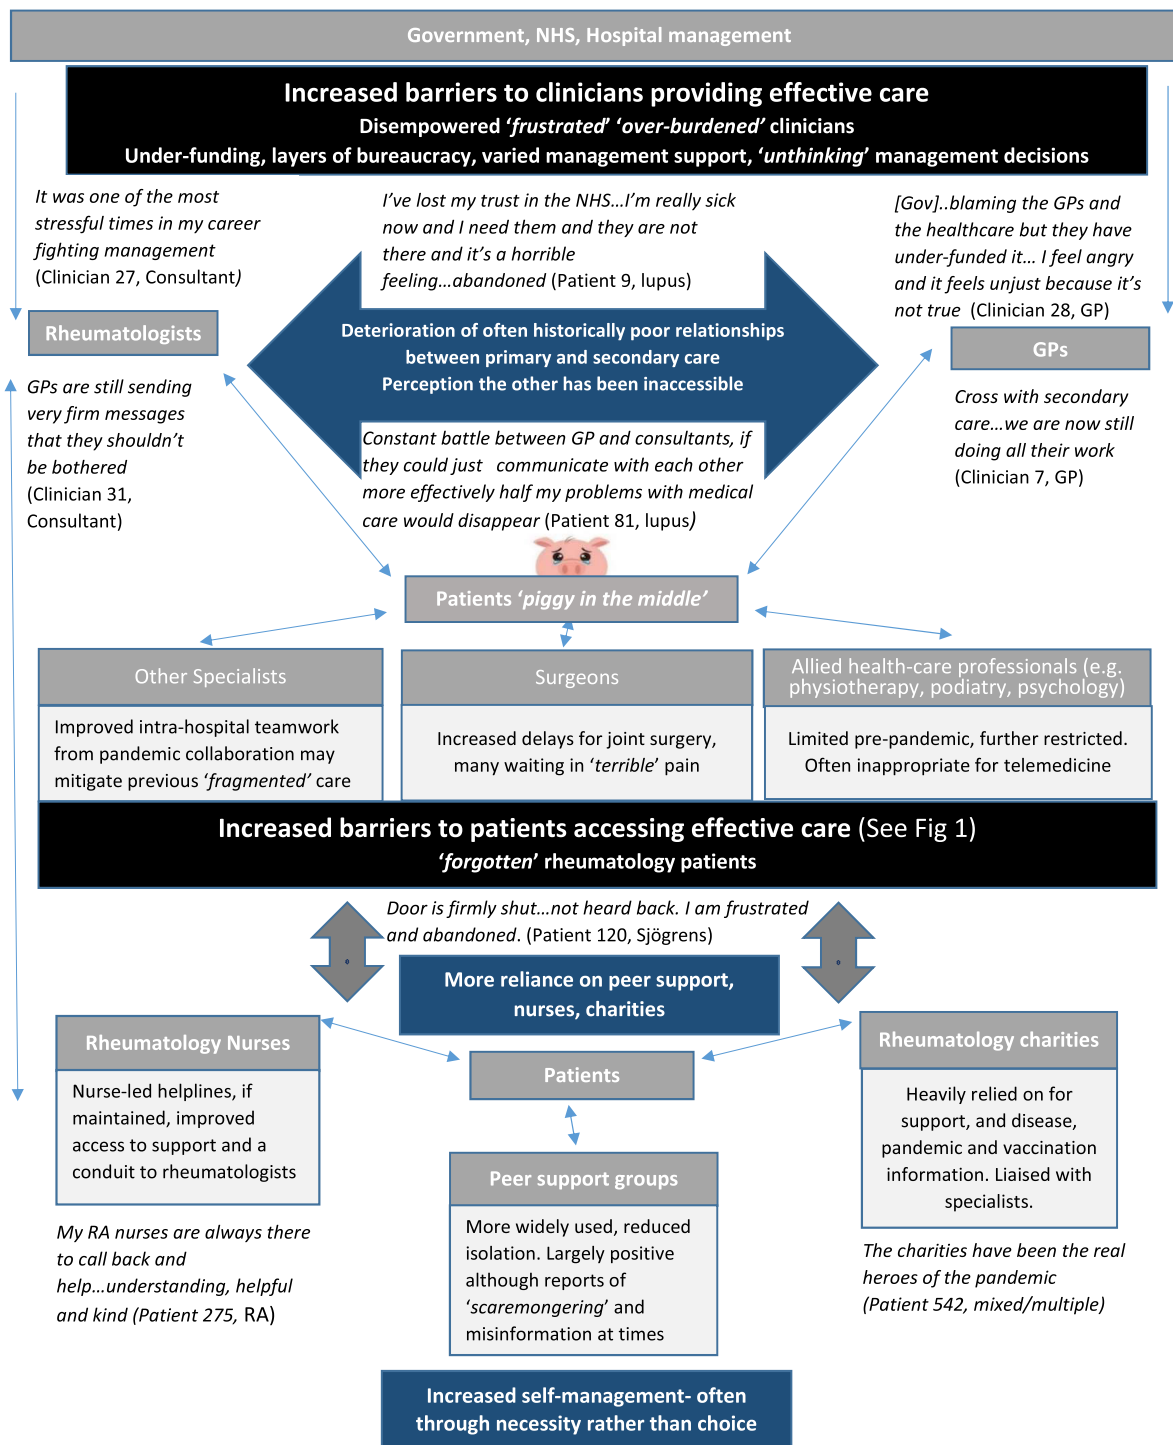 Government, NHS, Hospital management
Increased barriers to clinicians providing effective care
Disempowered ‘frustrated’ ‘over-burdened’ clinicians
Under-funding, layers of bureaucracy, varied management support, ‘unthinking’ management decisions
It was one of the most
stressful times in my career
fighting management
(Clinician 27, Consultant)
I’ve lost my trust in the NHS...I’m really sick
now and I need them and they are not
there and it’s a horrible
feeling...abandoned (Patient 9, lupus)
[Gov]..blaming the GPs and
the healthcare but they have
under-funded it... I feel angry
and it feels unjust because it’s
not true (Clinician 28, GP)
Rheumatologists
Deterioration of often historically poor relationships
between primary and secondary care
Perception the other has been inaccessible
GPs
GPs are still sending
very firm messages
that they shouldn’t
be bothered
(Clinician 31,
Consultant)
Constant battle between GP and consultants, if
they could just communicate with each other
more effectively half my problems with medical
care would disappear (Patient 81, lupus)
Cross with secondary
care...we are now still
doing all their work
(Clinician 7, GP)
Patients ‘piggy in the middle’
Other Specialists
Improved intra-hospital teamwork
from pandemic collaboration may
mitigate previous ‘fragmented’ care
Surgeons
Increased delays for joint surgery,
many waiting in ‘terrible’ pain
Allied health-care professionals (e.g.
physiotherapy, podiatry, psychology)
Limited pre-pandemic, further restricted.
Often inappropriate for telemedicine
Increased barriers to patients accessing effective care (See Fig 1)
‘forgotten’ rheumatology patients
Door is firmly shut...not heard back. I am frustrated
and abandoned. (Patient 120, Sjögrens)
More reliance on peer support,
nurses, charities
Rheumatology Nurses
Nurse-led helplines, if
maintained, improved
access to support and a
conduit to rheumatologists
My RA nurses are always there
to call back and
help...understanding, helpful
and kind (Patient 275, RA)
Patients
Peer support groups
More widely used, reduced
isolation. Largely positive
although reports of
‘scaremongering’ and
misinformation at times
Rheumatology charities
Heavily relied on for
support, and disease,
pandemic and vaccination
information. Liaised with
specialists.
The charities have been the real
heroes of the pandemic
(Patient 542, mixed/multiple)
Increased self-management- often
through necessity rather than choice